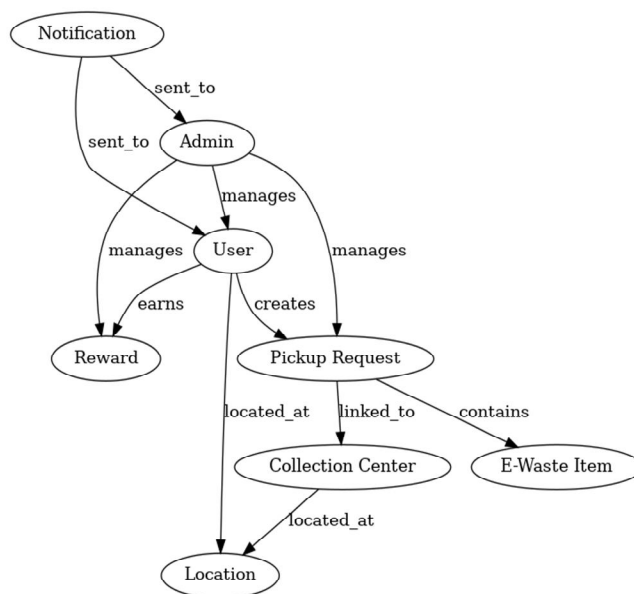 Notification
sent_to
sent_to
Admin
manages
manages
manages
User
earns
creates
Reward
Pickup Request
located_at
linked_to
contains
Collection Center
E-Waste Item
located_at
Location